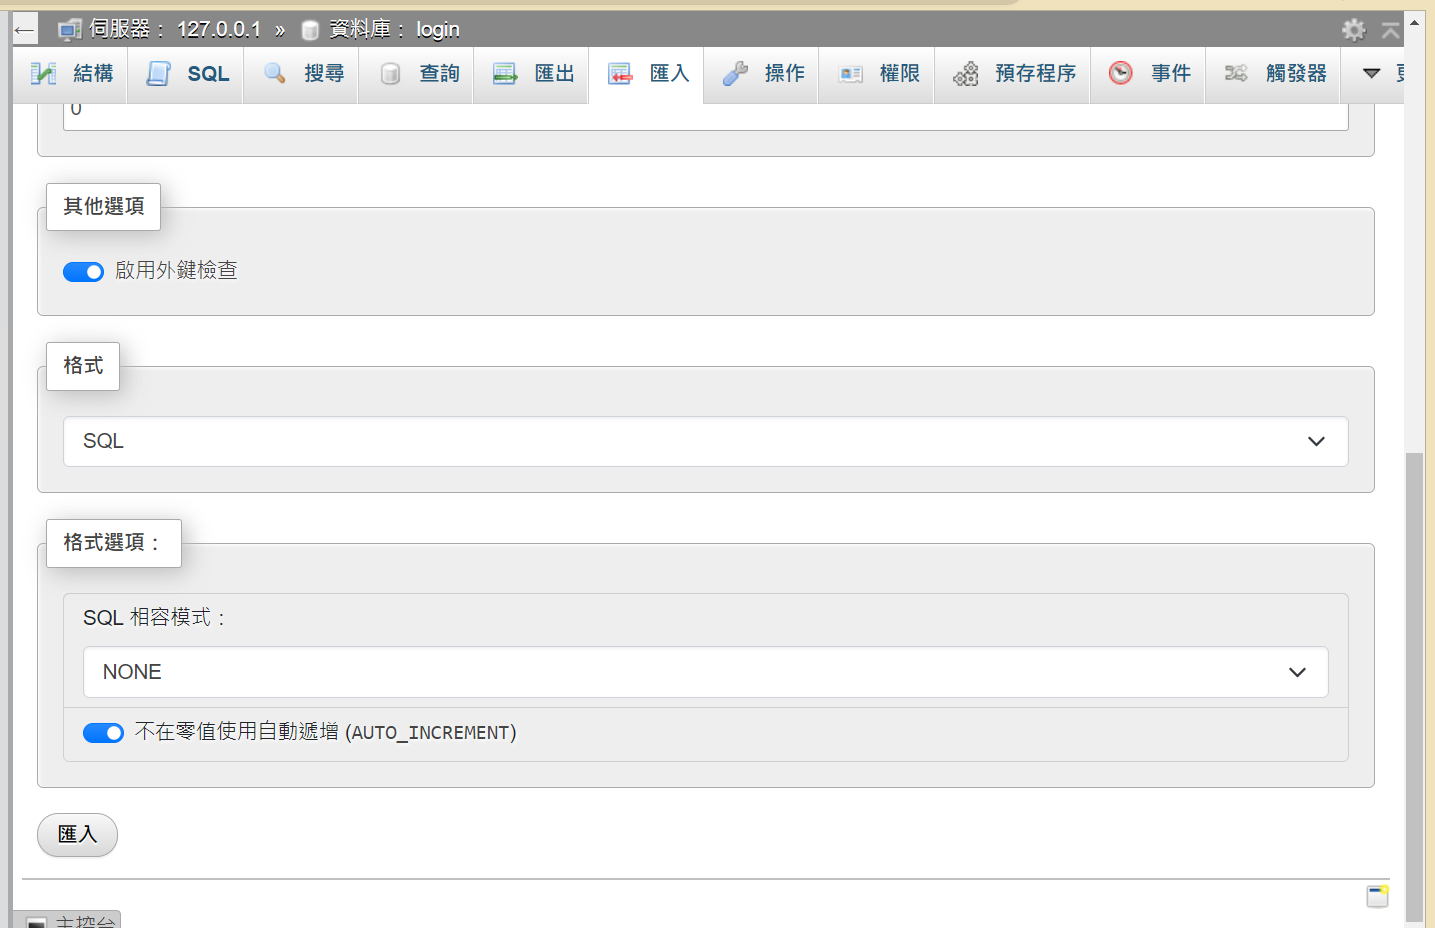 伺服器： 127.0.0.1 » 資料庫： login
結構 SQL 搜尋 查詢 匯出 匯入 操作 權限 預存程序 事件 觸發器
0
其他選項
啟用外鍵檢查
格式
SQL
格式選項：
SQL 相容模式：
NONE
不在零值使用自動遞增 (AUTO_INCREMENT)
匯入
主控台